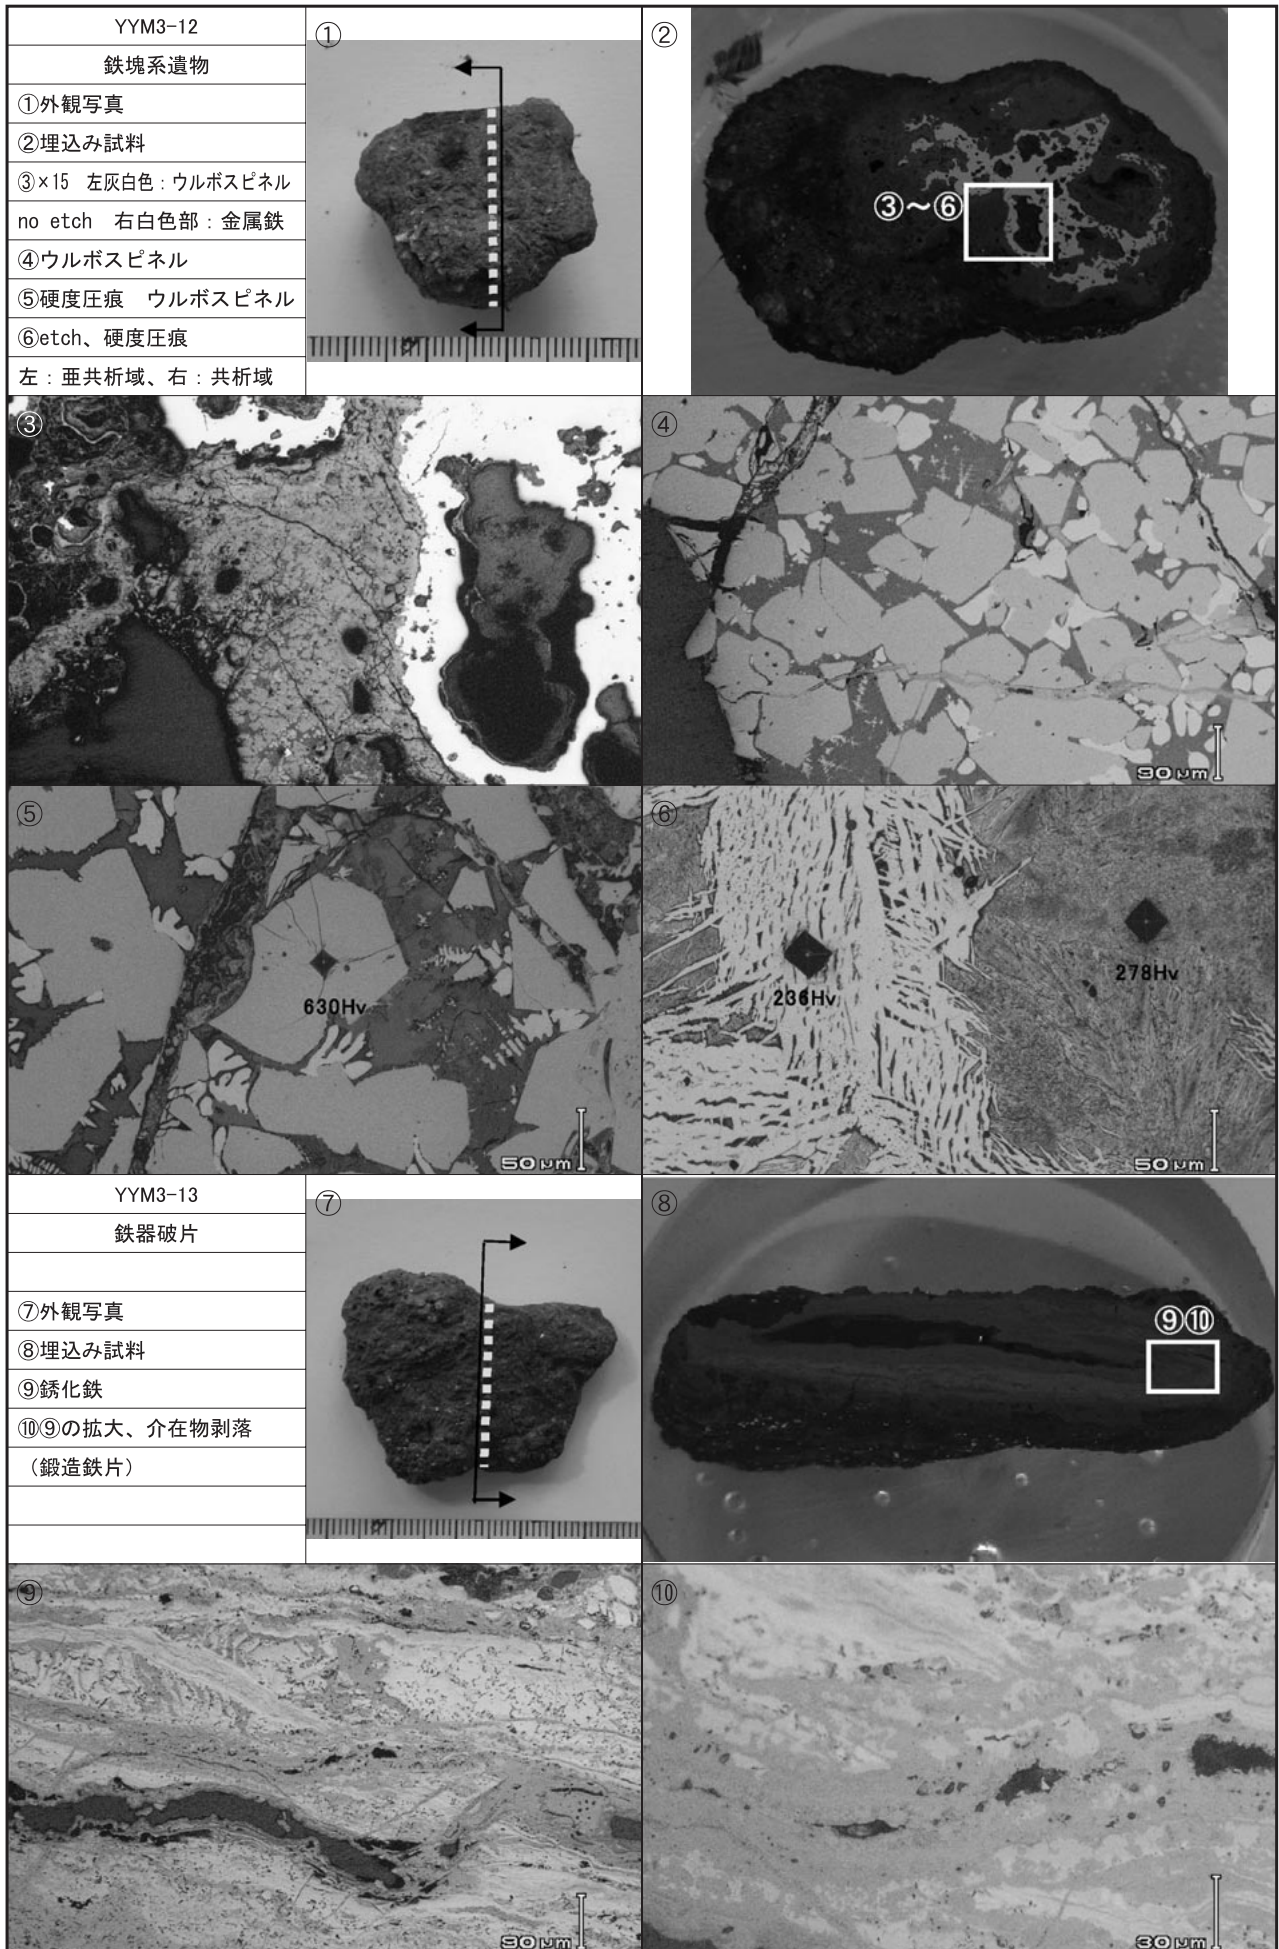 YYM3-12
鉄塊系遺物
①外観写真
②埋込み試料
③×15 左灰白色：ウルボスピネル
no etch 右白色部：金属鉄
④ウルボスピネル
⑤硬度圧痕 ウルボスピネル
⑥etch、硬度圧痕
左：亜共析域、右：共析域
①
②
③～⑥
③
④
90μm
⑤
630Hv
50μm
⑥
236Hv
278Hv
50μm
YYM3-13
鉄器破片
⑦外観写真
⑧埋込み試料
⑨銹化鉄
⑩⑨の拡大、介在物剥落
（鍛造鉄片）
⑦
⑧
⑨⑩
⑨
90μm
⑩
30μm